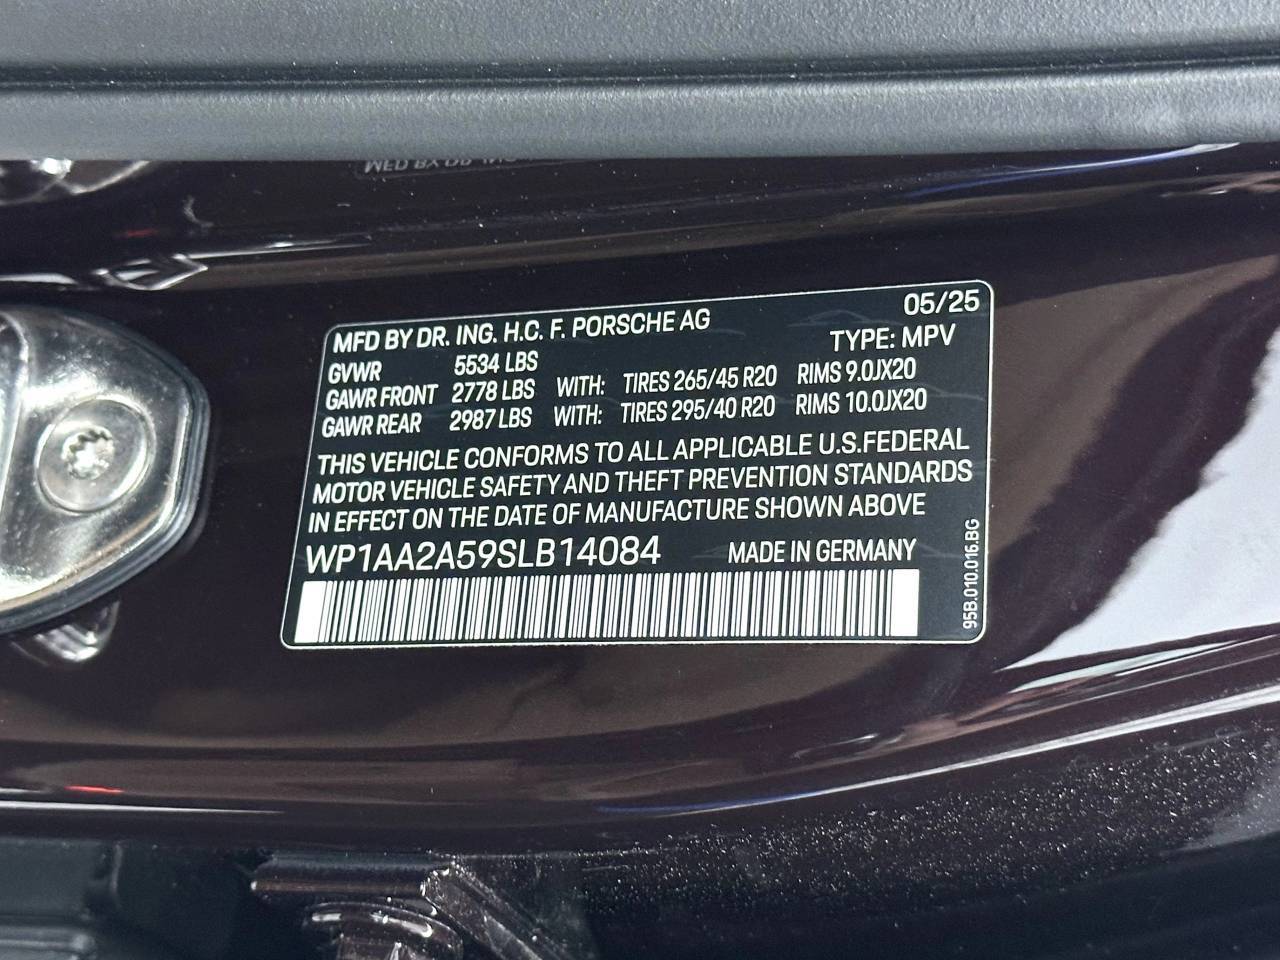 MFD BY DR. ING. H.C. F. PORSCHE AG 05/25
TYPE: MPV
GVWR 5534 LBS
GAWR FRONT 2778 LBS WITH: TIRES 265/45 R20 RIMS 9.0JX20
GAWR REAR 2987 LBS WITH: TIRES 295/40 R20 RIMS 10.0JX20
THIS VEHICLE CONFORMS TO ALL APPLICABLE U.S.FEDERAL
MOTOR VEHICLE SAFETY AND THEFT PREVENTION STANDARDS
IN EFFECT ON THE DATE OF MANUFACTURE SHOWN ABOVE
WP1AA2A59SLB14084 MADE IN GERMANY
95B.010.016.BG